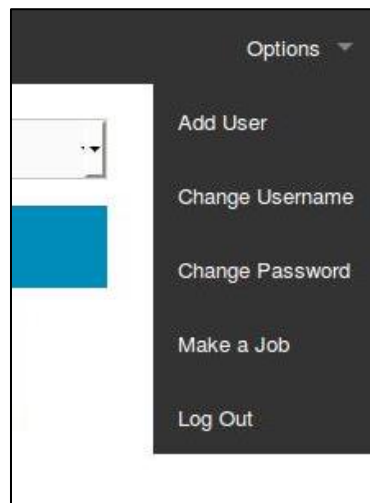 Options
Add User
Change Username
Change Password
Make a Job
Log Out